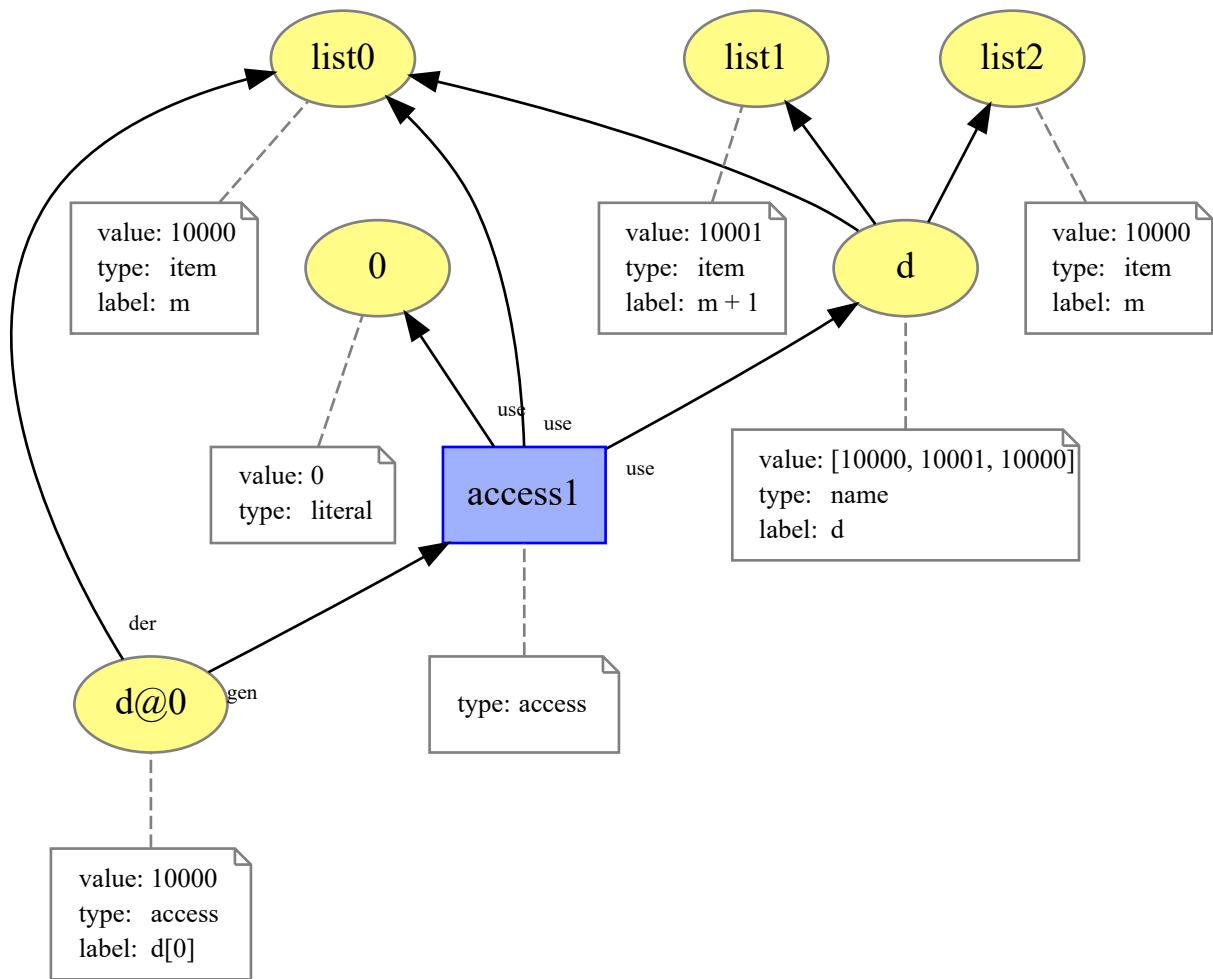 list0
list1
list2
value: 10000
type: item
label: m
0
value: 10001
type: item
label: m + 1
d
value: 10000
type: item
label: m
use
use
use
value: 0
type: literal
access1
value: [10000, 10001, 10000]
type: name
label: d
der
d@0
gen
type: access
value: 10000
type: access
label: d[0]